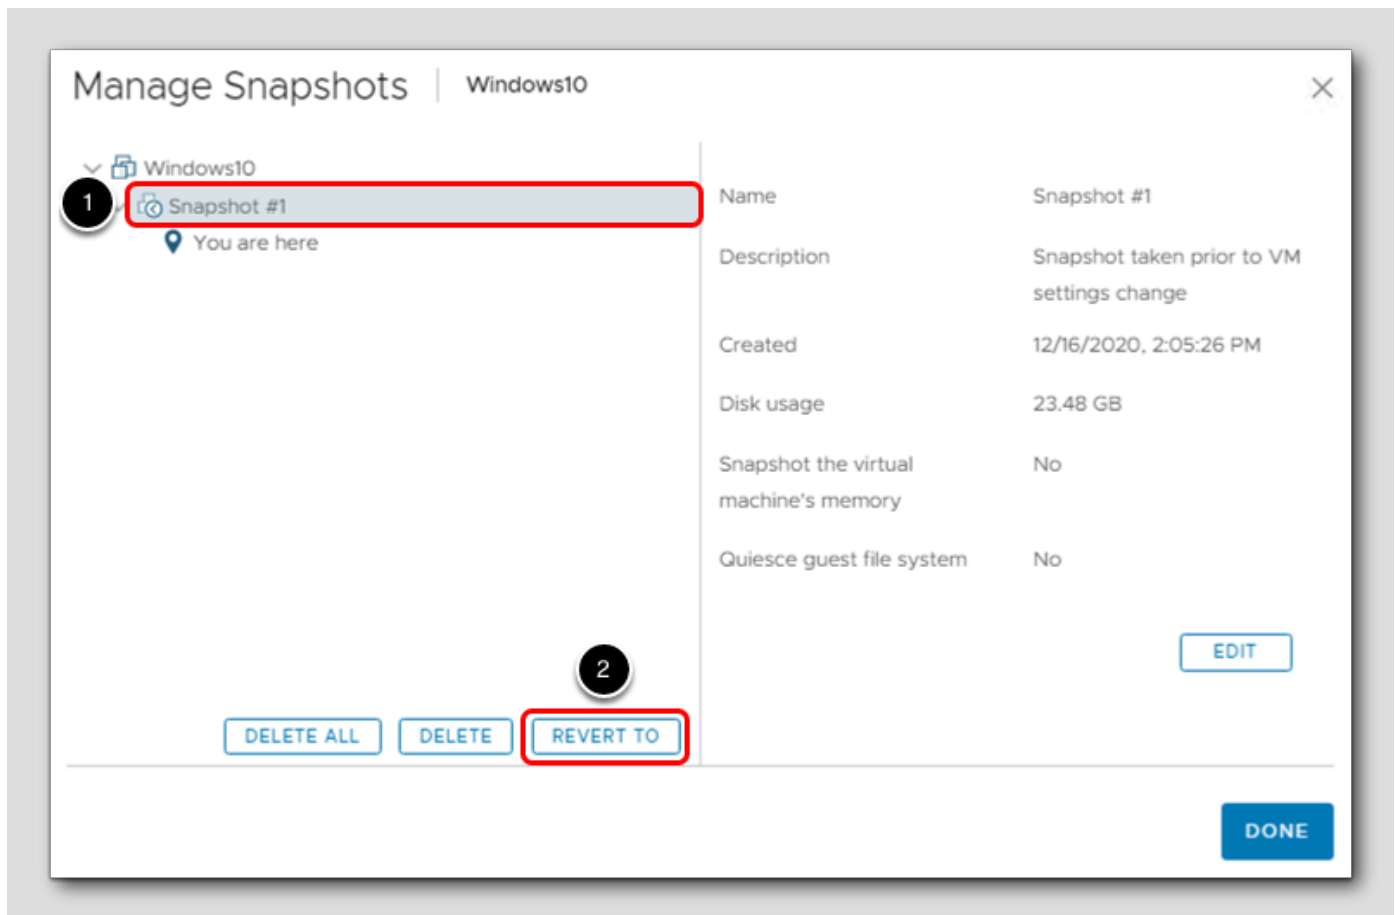 Manage Snapshots
Windows10
Windows10
1
Snapshot #1
You are here
Name
Snapshot #1
Description
Snapshot taken prior to VM
settings change
Created
12/16/2020, 2:05:26 PM
Disk usage
23.48 GB
Snapshot the virtual
machine's memory
No
Quiesce guest file system
No
EDIT
2
DELETE ALL
DELETE
REVERT TO
DONE